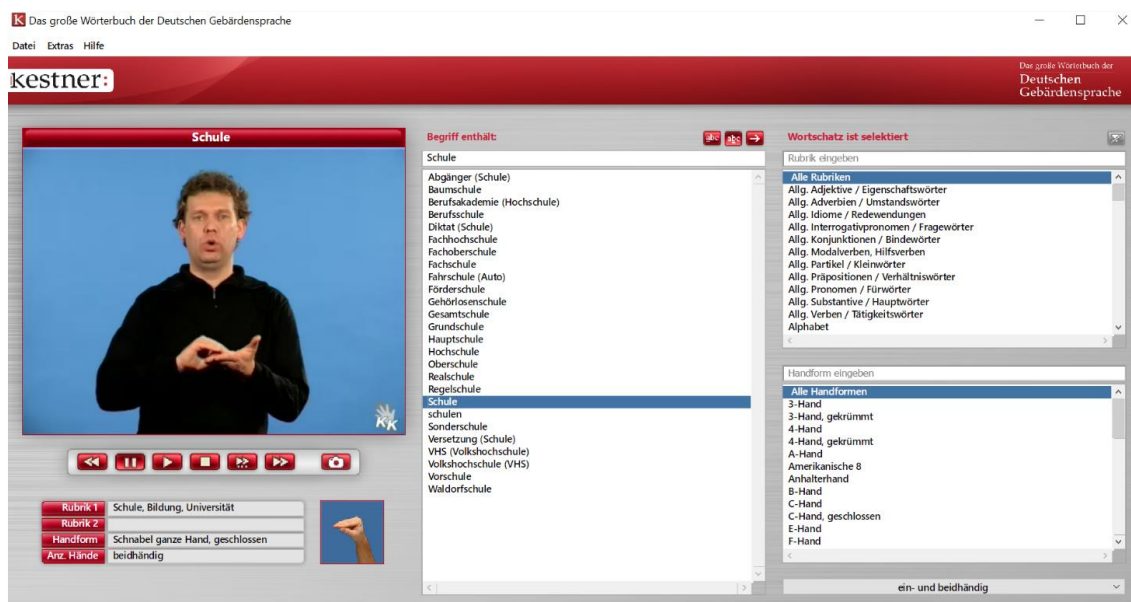 Das große Wörterbuch der Deutschen Gebärdensprache
Datei Extras Hilfe
kestner:
Das große Wörterbuch der
Deutschen
Gebärdensprache
Schule
KK
Rubrik 1 Schule, Bildung, Universität
Rubrik 2
Handform Schnabel ganze Hand, geschlossen
Anz. Hände beidhändig
Begriff enthält:
abc abc
Schule
Abgänger (Schule)
Baumschule
Berufsakademie (Hochschule)
Berufsschule
Diktat (Schule)
Fachhochschule
Fachoberschule
Fachschule
Fahrschule (Auto)
Förderschule
Gehörlosenschule
Gesamtschule
Grundschule
Hauptschule
Hochschule
Oberschule
Realschule
Regelschule
Schule
schulen
Sonderschule
Versetzung (Schule)
VHS (Volkshochschule)
Volkshochschule (VHS)
Vorschule
Waldorfschule
Wortschatz ist selektiert
Rubrik eingeben
Alle Rubriken
Allg. Adjektive / Eigenschaftswörter
Allg. Adverbien / Umstandswörter
Allg. Idiome / Redewendungen
Allg. Interrogativpronomen / Fragewörter
Allg. Konjunktionen / Bindewörter
Allg. Modalverben, Hilfsverben
Allg. Partikel / Kleinwörter
Allg. Präpositionen / Verhältniswörter
Allg. Pronomen / Fürwörter
Allg. Substantive / Hauptwörter
Allg. Verben / Tätigkeitswörter
Alphabet
Handform eingeben
Alle Handformen
3-Hand
3-Hand, gekrümmt
4-Hand
4-Hand, gekrümmt
A-Hand
Amerikanische 8
Anhalterhand
B-Hand
C-Hand
C-Hand, geschlossen
E-Hand
F-Hand
ein- und beidhändig